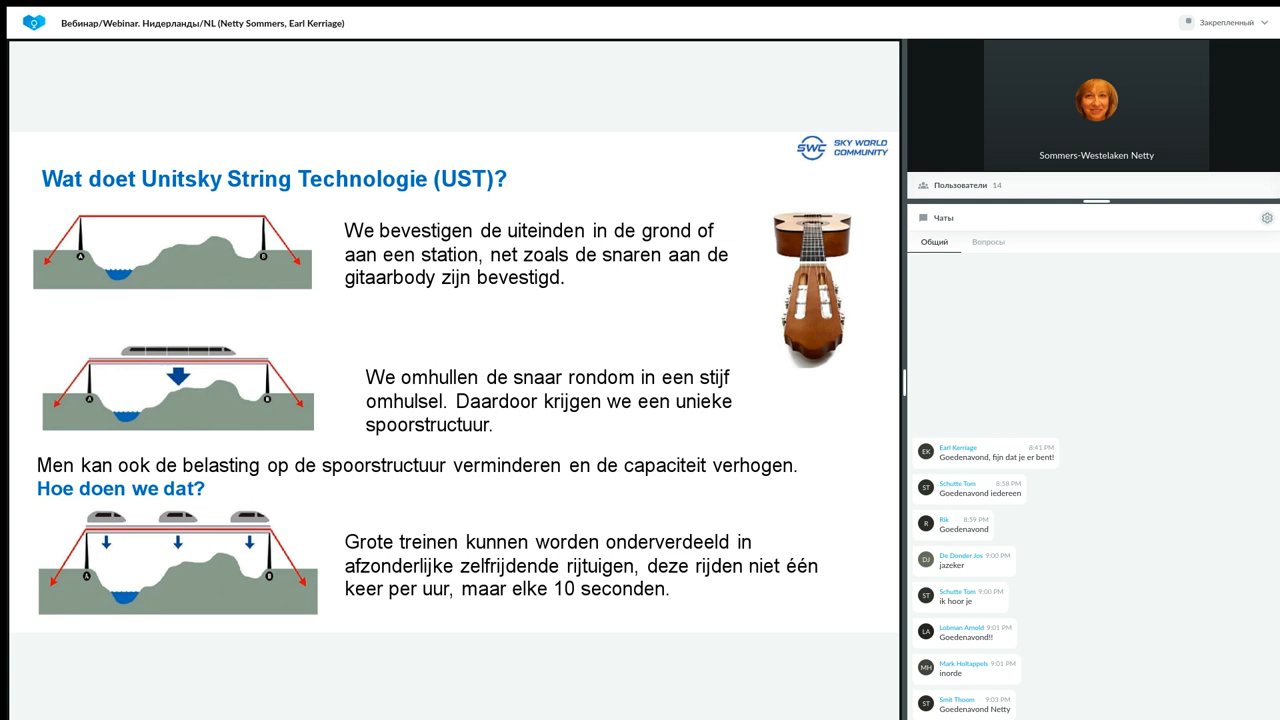 Вебинар/Webinar. Нидерланды/NL (Netty Sommers, Earl Kerriage)
Закрепленный
SWC SKY WORLD
COMMUNITY
Wat doet Unitsky String Technologie (UST)?
A
B
We bevestigen de uiteinden in de grond of
aan een station, net zoals de snaren aan de
gitaarbody zijn bevestigd.
A
B
We omhullen de snaar rondom in een stijf
omhulsel. Daardoor krijgen we een unieke
spoorstructuur.
Men kan ook de belasting op de spoorstructuur verminderen en de capaciteit verhogen.
Hoe doen we dat?
A
B
Grote treinen kunnen worden onderverdeeld in
afzonderlijke zelfrijdende rijtuigen, deze rijden niet één
keer per uur, maar elke 10 seconden.
Sommers-Westelaken Netty
Пользователи 14
Чаты
Общий Вопросы
EK Earl Kerriage 8:41 PM
Goedenavond, fijn dat je er bent!
ST Schutte Tom 8:58 PM
Goedenavond iedereen
R Rik 8:59 PM
Goedenavond
DJ De Donder Jos 9:00 PM
jazeker
ST Schutte Tom 9:00 PM
ik hoor je
LA Lobman Arnold 9:01 PM
Goedenavond!!
MH Mark Holtappels 9:01 PM
inorde
ST Smit Thoom 9:03 PM
Goedenavond Netty